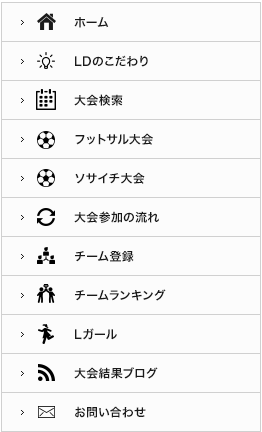 ホーム
LDのこだわり
大会検索
フットサル大会
ソサイチ大会
大会参加の流れ
チーム登録
チームランキング
Lガール
大会結果ブログ
お問い合わせ